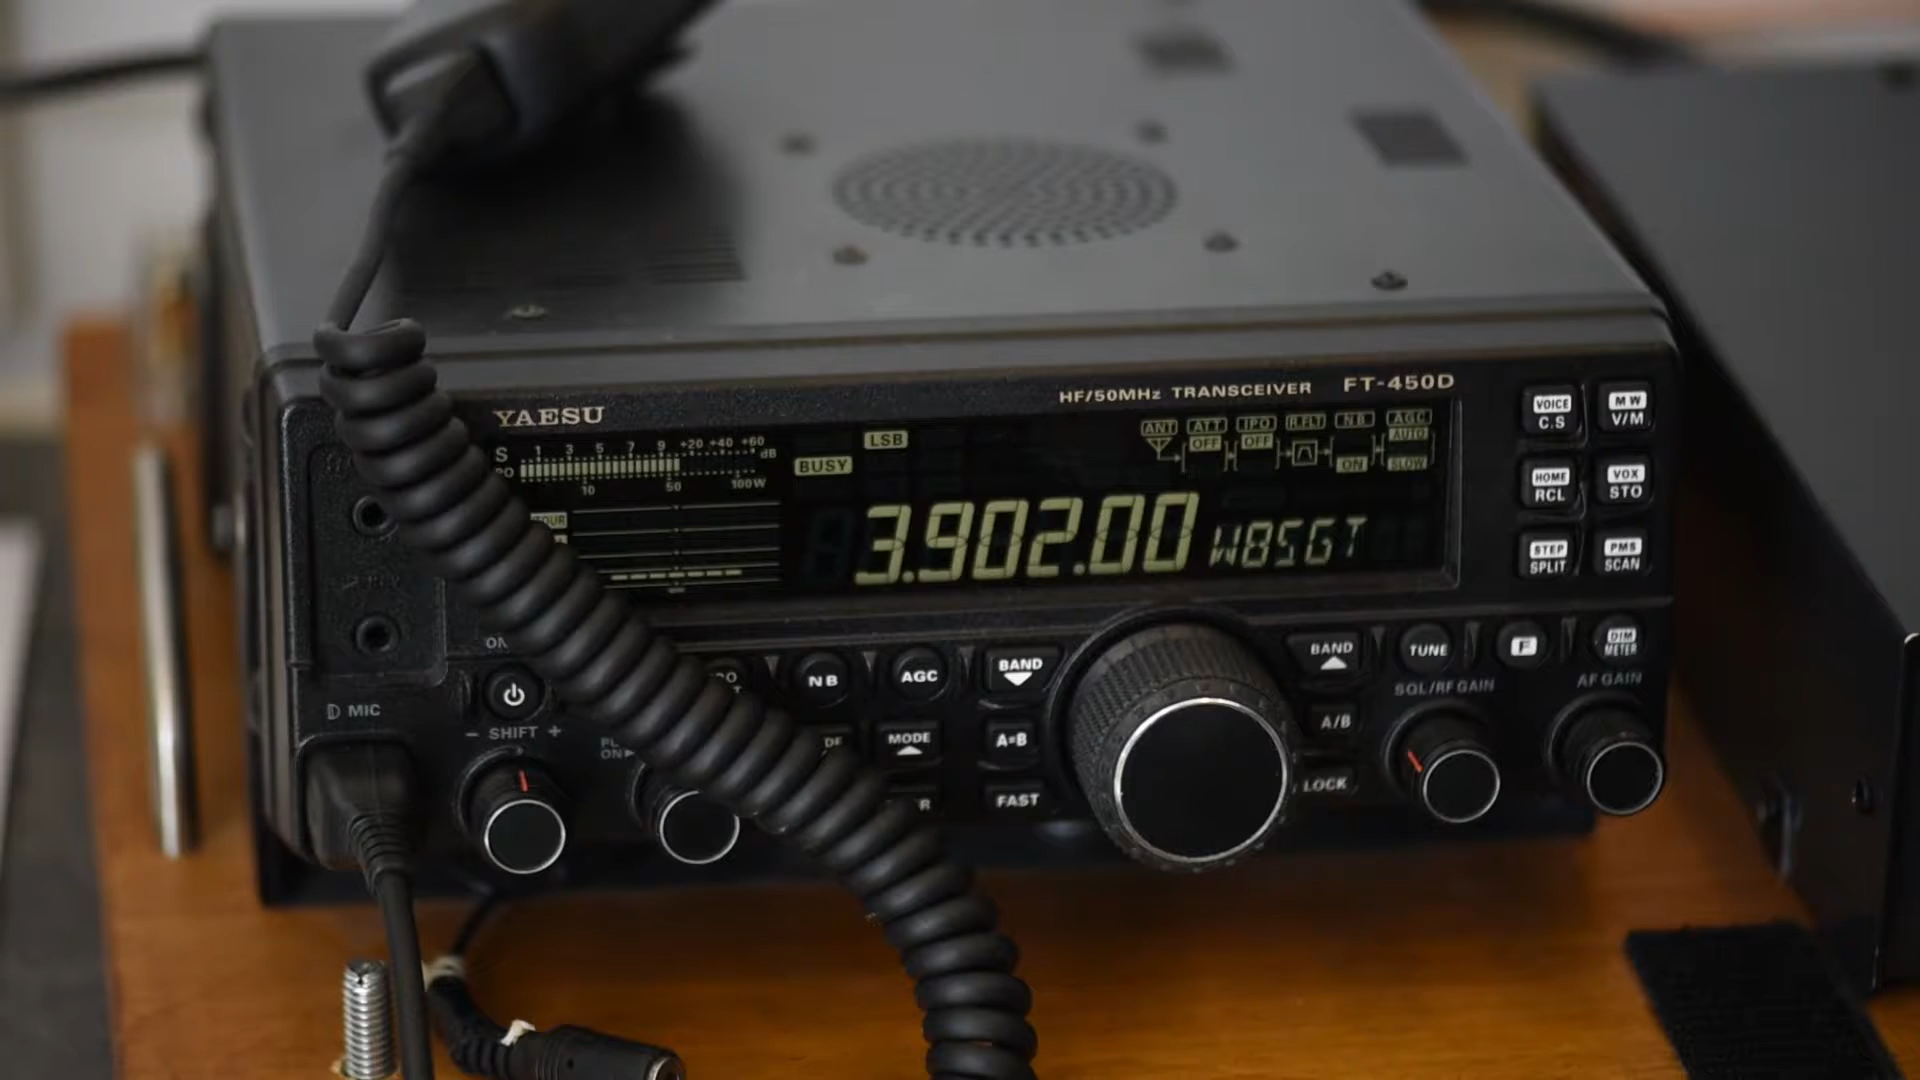 HF/50MHz TRANSCEIVER FT-450D
YAESU
S 1 3 5 7 9 +20 +40 +60 dB
PO 10 50 100W
BUSY
LSB
ANT ATT IPO R.FLT NB AGC
OFF OFF AUTO
ON SLOW
3.902.00 W8SGT
VOICE C.S
MW V/M
HOME RCL
VOX STO
STEP SPLIT
PMS SCAN
NB
AGC
BAND
BAND
TUNE
F
DIM METER
MIC
- SHIFT +
MODE
A=B
A/B
SQL/RF GAIN
AF GAIN
FAST
LOCK